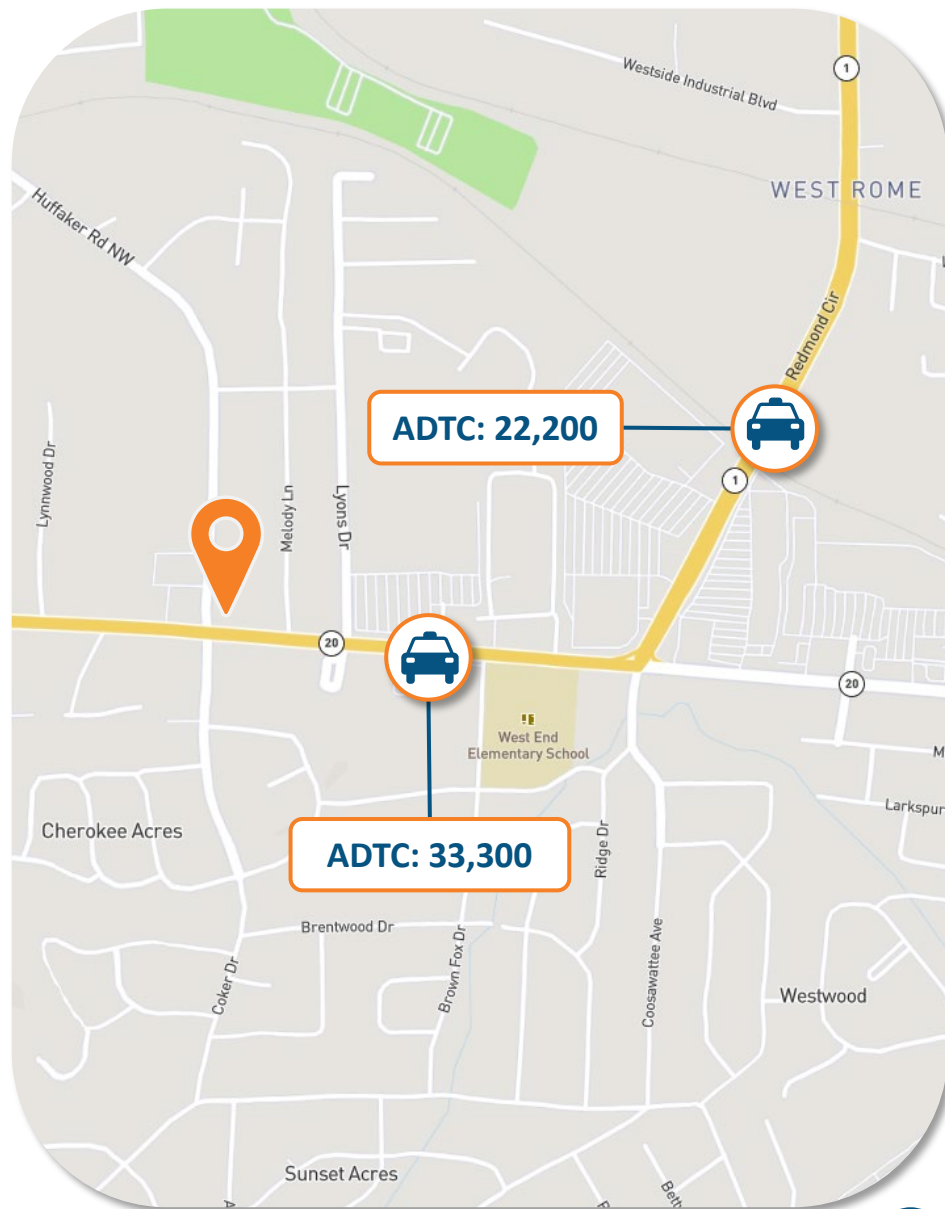 Westside Industrial Blvd
1
WEST ROME
Huffaker Rd NW
Redmond Cir
ADTC: 22,200
Lynnwood Dr
Melody Ln
Lyons Dr
1
20
20
West End
Elementary School
Larkspur
Cherokee Acres
ADTC: 33,300
Ridge Dr
Brentwood Dr
Coker Dr
Brown Fox Dr
Coosawattee Ave
Westwood
Sunset Acres